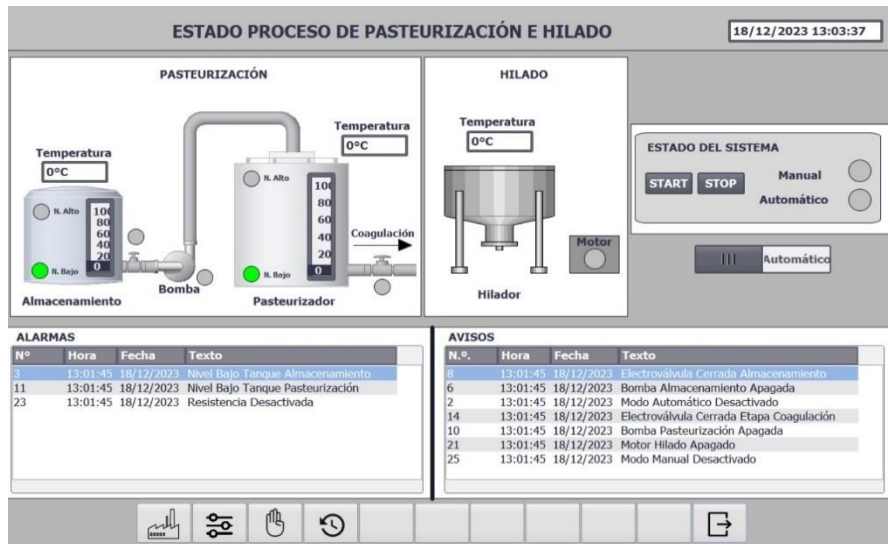 ESTADO PROCESO DE PASTEURIZACIÓN E HILADO
18/12/2023 13:03:37
PASTEURIZACIÓN
HILADO
Temperatura
0°C
Temperatura
0°C
Temperatura
0°C
N. Alto
100
80
60
40
20
0
N. Bajo
Almacenamiento
Bomba
N. Alto
100
80
60
40
20
0
N. Bajo
Pasteurizador
Coagulación
Motor
Hilador
ESTADO DEL SISTEMA
START STOP
Manual
Automático
Automático
ALARMAS
Nº Hora Fecha Texto
3 13:01:45 18/12/2023 Nivel Bajo Tanque Almacenamiento
11 13:01:45 18/12/2023 Nivel Bajo Tanque Pasteurización
23 13:01:45 18/12/2023 Resistencia Desactivada
AVISOS
N.º. Hora Fecha Texto
8 13:01:45 18/12/2023 Electroválvula Cerrada Almacenamiento
6 13:01:45 18/12/2023 Bomba Almacenamiento Apagada
2 13:01:45 18/12/2023 Modo Automático Desactivado
14 13:01:45 18/12/2023 Electroválvula Cerrada Etapa Coagulación
10 13:01:45 18/12/2023 Bomba Pasteurización Apagada
21 13:01:45 18/12/2023 Motor Hilado Apagado
25 13:01:45 18/12/2023 Modo Manual Desactivado